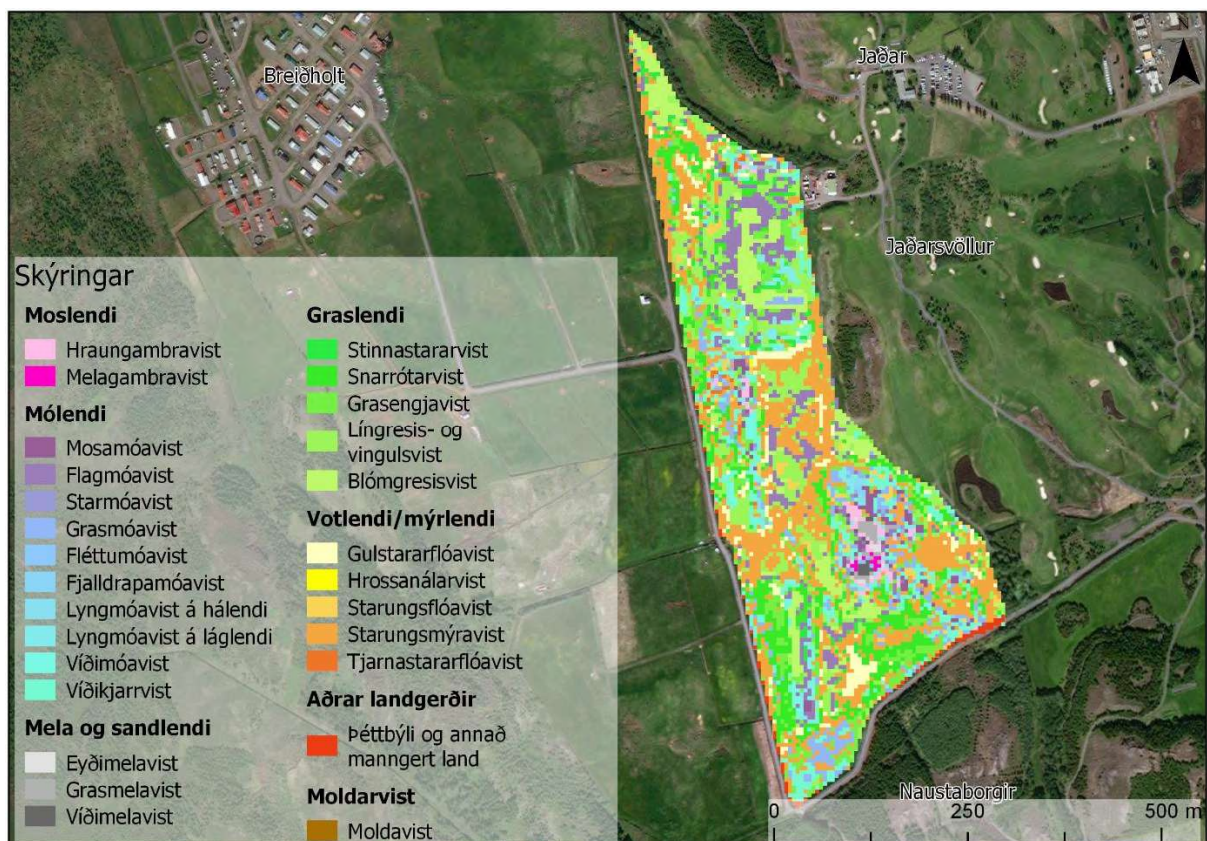 Breiðholt
Jaðar
N
Jaðarsvöllur
Skýringar
Moslendi
Hraungambravist
Melagambravist
Mólendi
Mosamóavist
Flagmóavist
Starmóavist
Grasmóavist
Fléttumóavist
Fjalldrapamóavist
Lyngmóavist á hálendi
Lyngmóavist á láglendi
Víðimóavist
Víðikjarrvist
Mela og sandlendi
Eyðimelavist
Grasmelavist
Víðimelavist
Graslendi
Stinnastararvist
Snarrótarvist
Grasengjavist
Língresis- og
vingulsvist
Blómgresisvist
Votlendi/mýrlendi
Gulstararflóavist
Hrossanálarvist
Starungsflóavist
Starungsmýravist
Tjarnastararflóavist
Aðrar landgerðir
Þéttbýli og annað
manngert land
Moldarvist
Moldavist
Naustaborgir
0 250 500 m